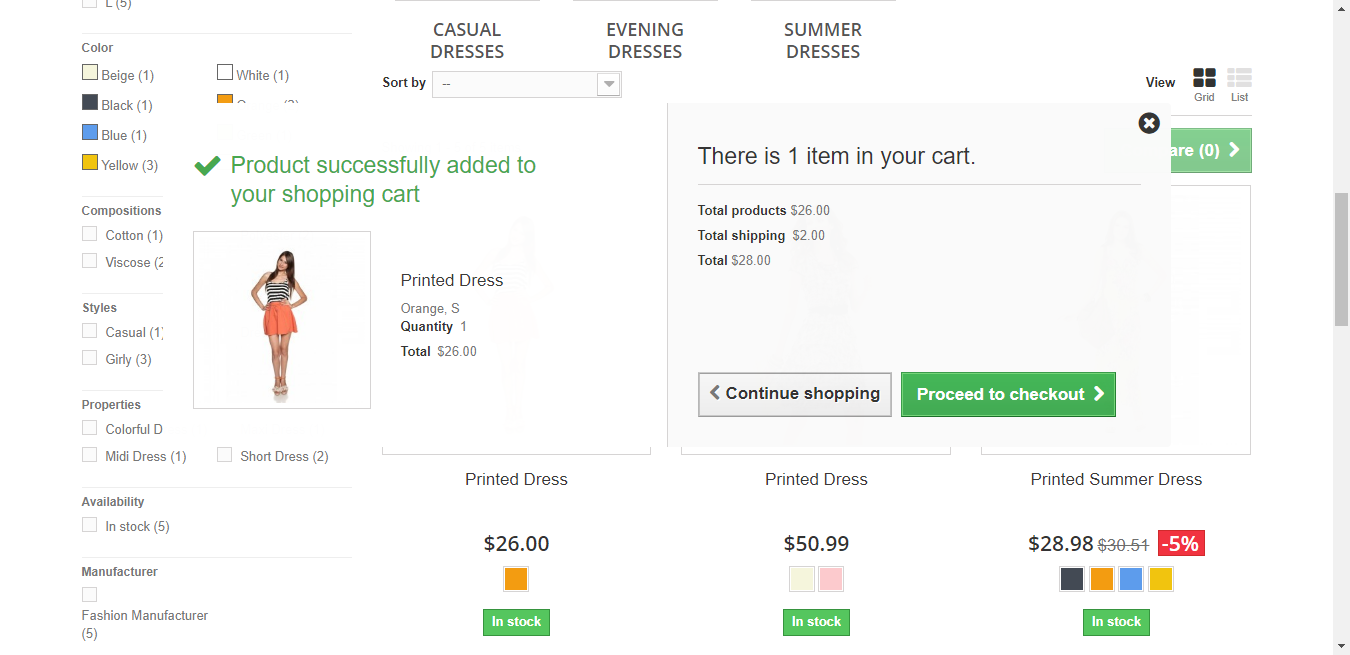 L (5)
CASUAL
DRESSES
EVENING
DRESSES
SUMMER
DRESSES
Color
Beige (1)
White (1)
Black (1)
Blue (1)
Yellow (3)
Sort by
--
View
Grid
List
are (0)
Product successfully added to
your shopping cart
Printed Dress
Orange, S
Quantity 1
Total $26.00
There is 1 item in your cart.
Total products $26.00
Total shipping $2.00
Total $28.00
Continue shopping
Proceed to checkout
Compositions
Cotton (1)
Viscose (2
Styles
Casual (1)
Girly (3)
Properties
Colorful D
Midi Dress (1)
Short Dress (2)
Availability
In stock (5)
Manufacturer
Fashion Manufacturer
(5)
Printed Dress
$26.00
In stock
Printed Dress
$50.99
In stock
Printed Summer Dress
$28.98 $30.51 -5%
In stock